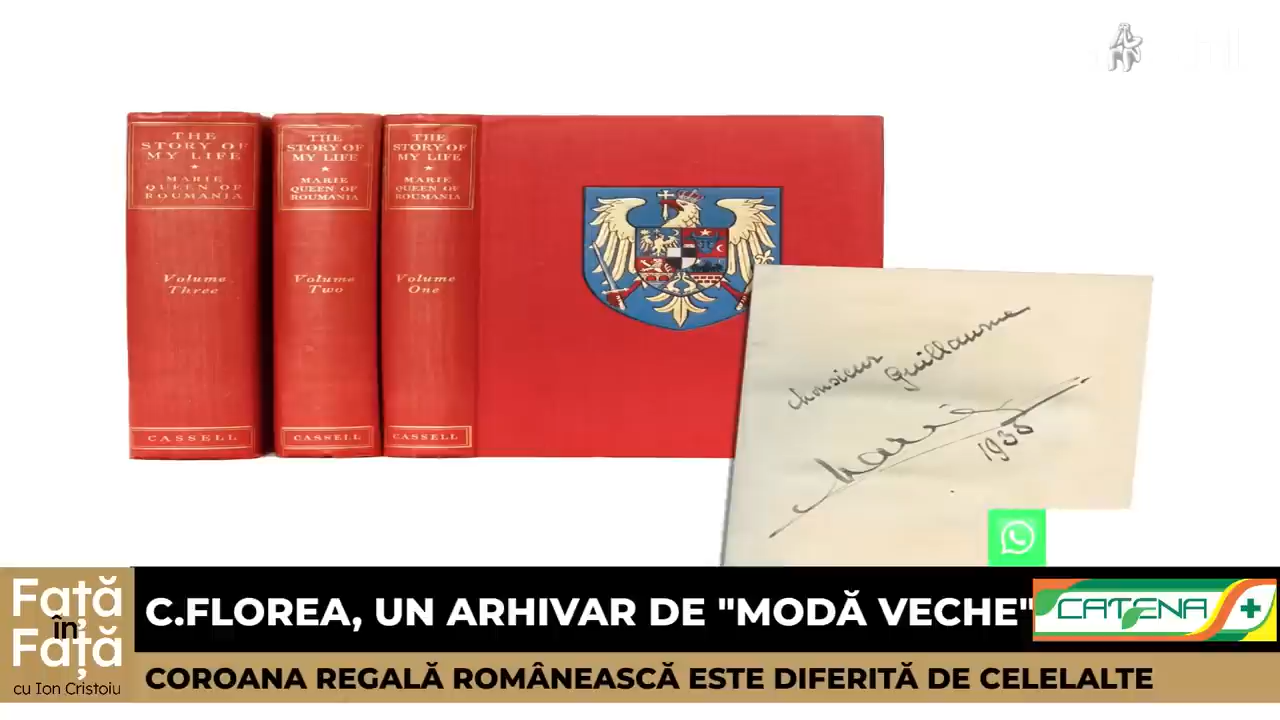 THE
STORY OF
MY LIFE
MARIE
QUEEN OF
ROUMANIA
Volume
Three
CASSELL
THE
STORY OF
MY LIFE
MARIE
QUEEN OF
ROUMANIA
Volume
Two
CASSELL
THE
STORY OF
MY LIFE
MARIE
QUEEN OF
ROUMANIA
Volume
One
CASSELL
Monsieur
Guillaume
Marie
Față
în
Față
cu Ion Cristoiu
C.FLOREA, UN ARHIVAR DE "MODĂ VECHE"
CATENA
COROANA REGALĂ ROMÂNEASCĂ ESTE DIFERITĂ DE CELELALTE